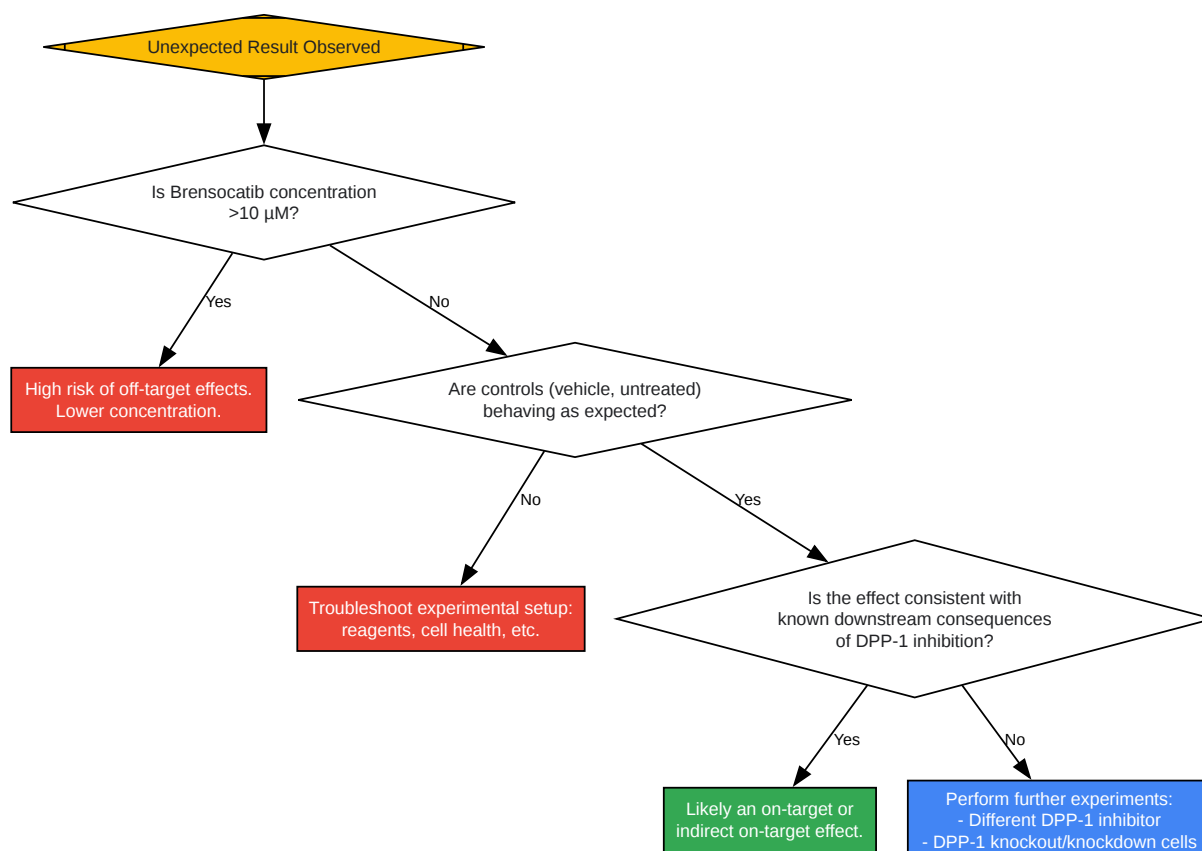 Unexpected Result Observed
Is Brensocatib concentration
>10 µM?
Yes
No
High risk of off-target effects.
Lower concentration.
Are controls (vehicle, untreated)
behaving as expected?
No
Yes
Troubleshoot experimental setup:
reagents, cell health, etc.
Is the effect consistent with
known downstream consequences
of DPP-1 inhibition?
Yes
No
Likely an on-target or
indirect on-target effect.
Perform further experiments:
- Different DPP-1 inhibitor
- DPP-1 knockout/knockdown cells